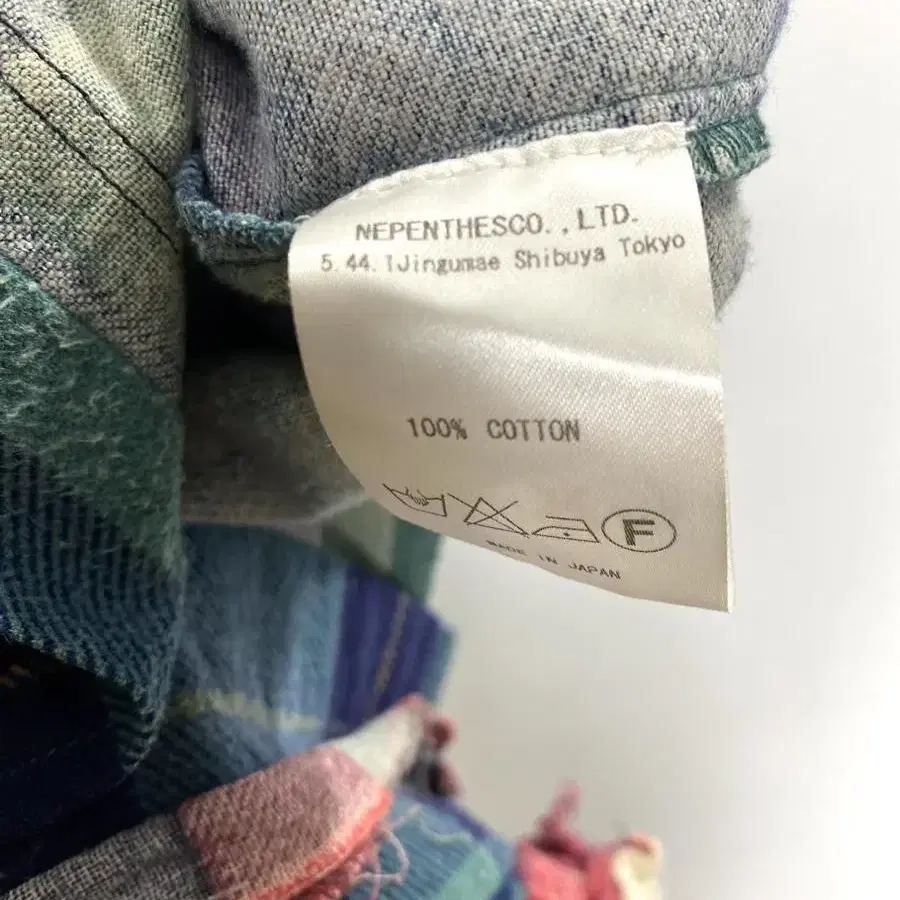 NEPENTHESCO.,LTD.
5.44.1Jingumae Shibuya Tokyo
100% COTTON
F
MADE IN JAPAN